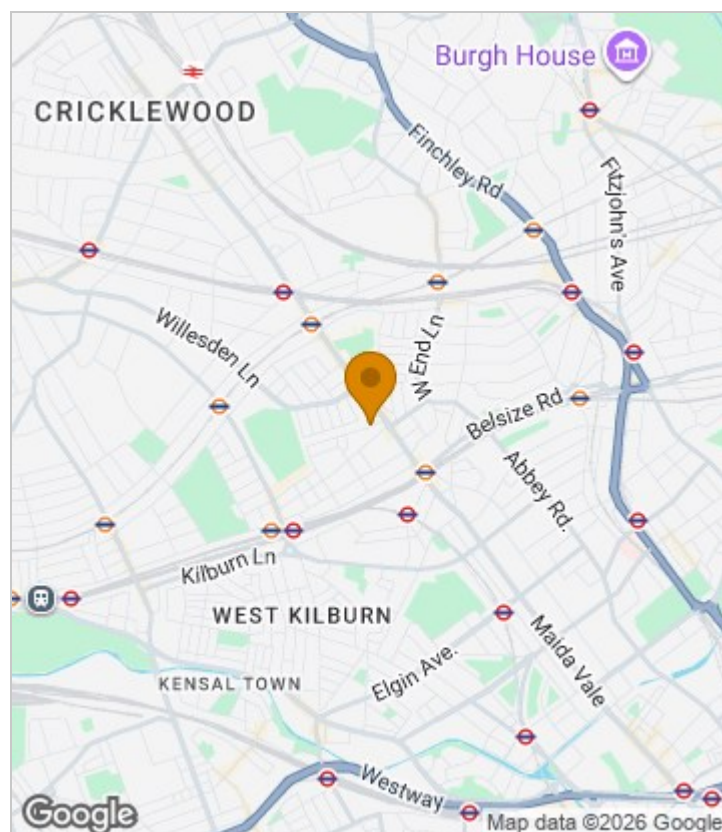 Burgh House
CRICKLEWOOD
Finchley Rd
Fitzjohn's Ave
Willesden Ln
W End Ln
Belsize Rd
Abbey Rd.
Kilburn Ln
WEST KILBURN
Maida Vale
Elgin Ave.
KENSAL TOWN
Westway
Google
Map data ©2026 Google